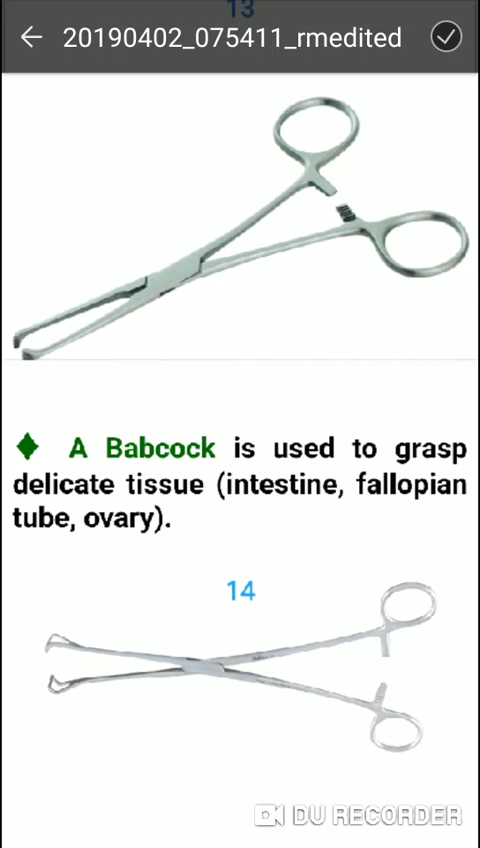 13
20190402_075411_rmedited
♦ A Babcock is used to grasp
delicate tissue (intestine, fallopian
tube, ovary).
14
DU RECORDER